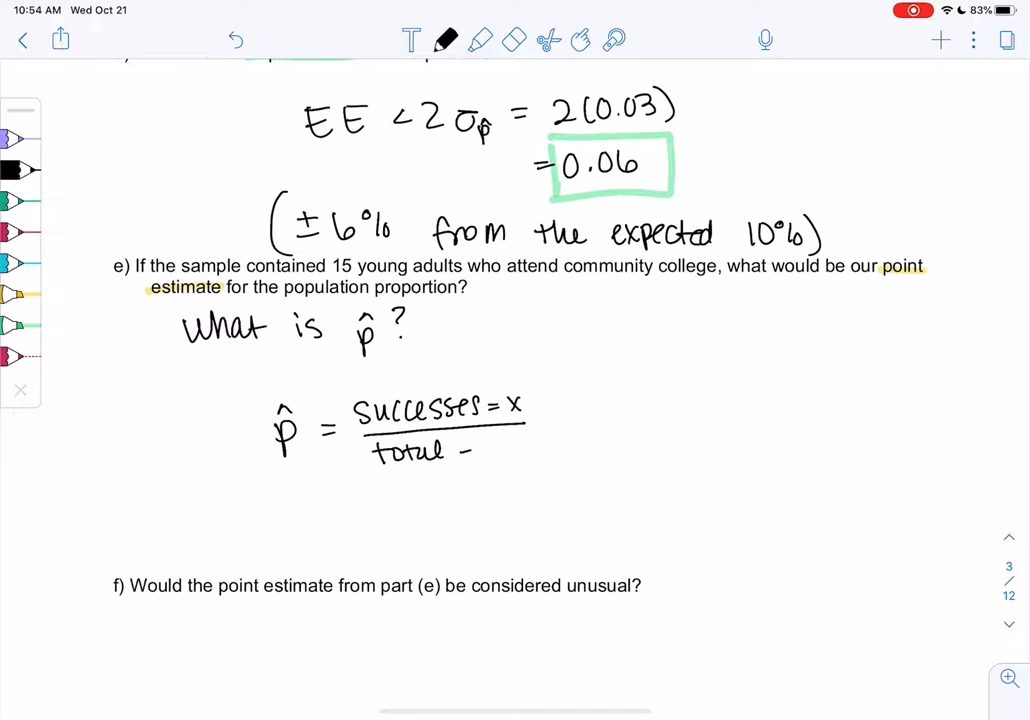 10:54 AM Wed Oct 21
83%
EE < 2 σp̂ = 2(0.03)
= 0.06
(± 6% from the expected 10%)
e) If the sample contained 15 young adults who attend community college, what would be our point
estimate for the population proportion?
What is p̂ ?
p̂ = successes = x
total -
f) Would the point estimate from part (e) be considered unusual?
3
/
12